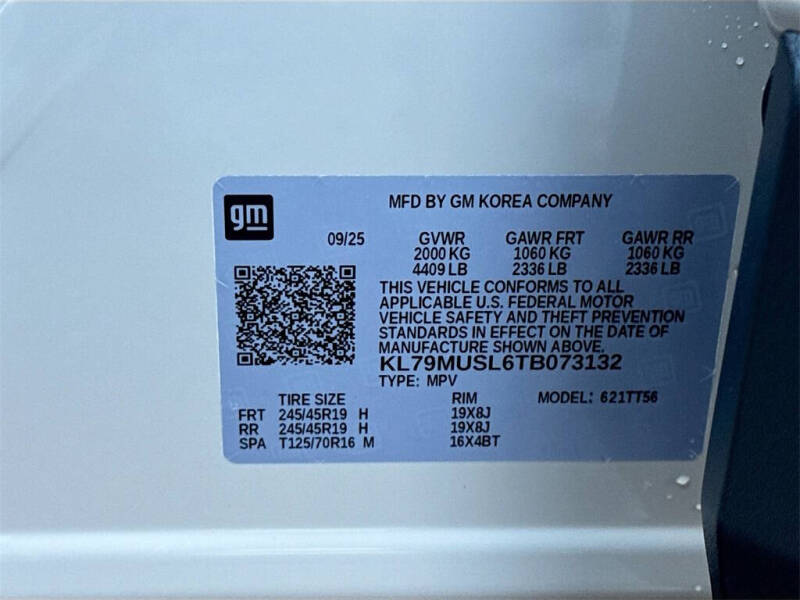 gm
MFD BY GM KOREA COMPANY
09/25 GVWR GAWR FRT GAWR RR
2000 KG 1060 KG 1060 KG
4409 LB 2336 LB 2336 LB
THIS VEHICLE CONFORMS TO ALL
APPLICABLE U.S. FEDERAL MOTOR
VEHICLE SAFETY AND THEFT PREVENTION
STANDARDS IN EFFECT ON THE DATE OF
MANUFACTURE SHOWN ABOVE.
KL79MUSL6TB073132
TYPE: MPV
TIRE SIZE RIM MODEL: 621TT56
FRT 245/45R19 H 19X8J
RR 245/45R19 H 19X8J
SPA T125/70R16 M 16X4BT